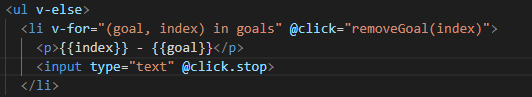 <ul v-else>
<li v-for="(goal, index) in goals" @click="removeGoal(index)">
<p>{{index}} - {{goal}}</p>
<input type="text" @click.stop>
</li>